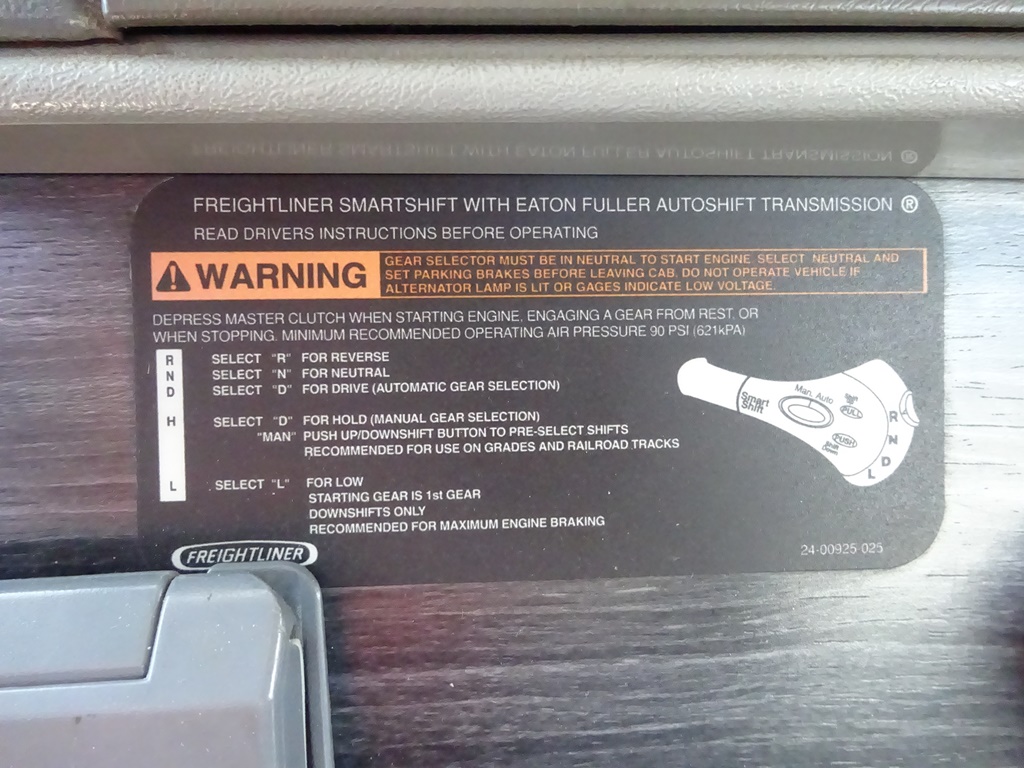 FREIGHTLINER SMARTSHIFT WITH EATON FULLER AUTOSHIFT TRANSMISSION ®
READ DRIVERS INSTRUCTIONS BEFORE OPERATING
WARNING
GEAR SELECTOR MUST BE IN NEUTRAL TO START ENGINE. SELECT NEUTRAL AND
SET PARKING BRAKES BEFORE LEAVING CAB. DO NOT OPERATE VEHICLE IF
ALTERNATOR LAMP IS LIT OR GAGES INDICATE LOW VOLTAGE.
DEPRESS MASTER CLUTCH WHEN STARTING ENGINE, ENGAGING A GEAR FROM REST, OR
WHEN STOPPING. MINIMUM RECOMMENDED OPERATING AIR PRESSURE 90 PSI (621kPA)
R SELECT "R" FOR REVERSE
N SELECT "N" FOR NEUTRAL
D SELECT "D" FOR DRIVE (AUTOMATIC GEAR SELECTION)
H SELECT "D" FOR HOLD (MANUAL GEAR SELECTION)
"MAN" PUSH UP/DOWNSHIFT BUTTON TO PRE-SELECT SHIFTS
RECOMMENDED FOR USE ON GRADES AND RAILROAD TRACKS
L SELECT "L" FOR LOW
STARTING GEAR IS 1st GEAR
DOWNSHIFTS ONLY
RECOMMENDED FOR MAXIMUM ENGINE BRAKING
Smart
Shift
Man. Auto
PULL
PUSH
Shift
Down
R
N
D
L
FREIGHTLINER
24-00925-025